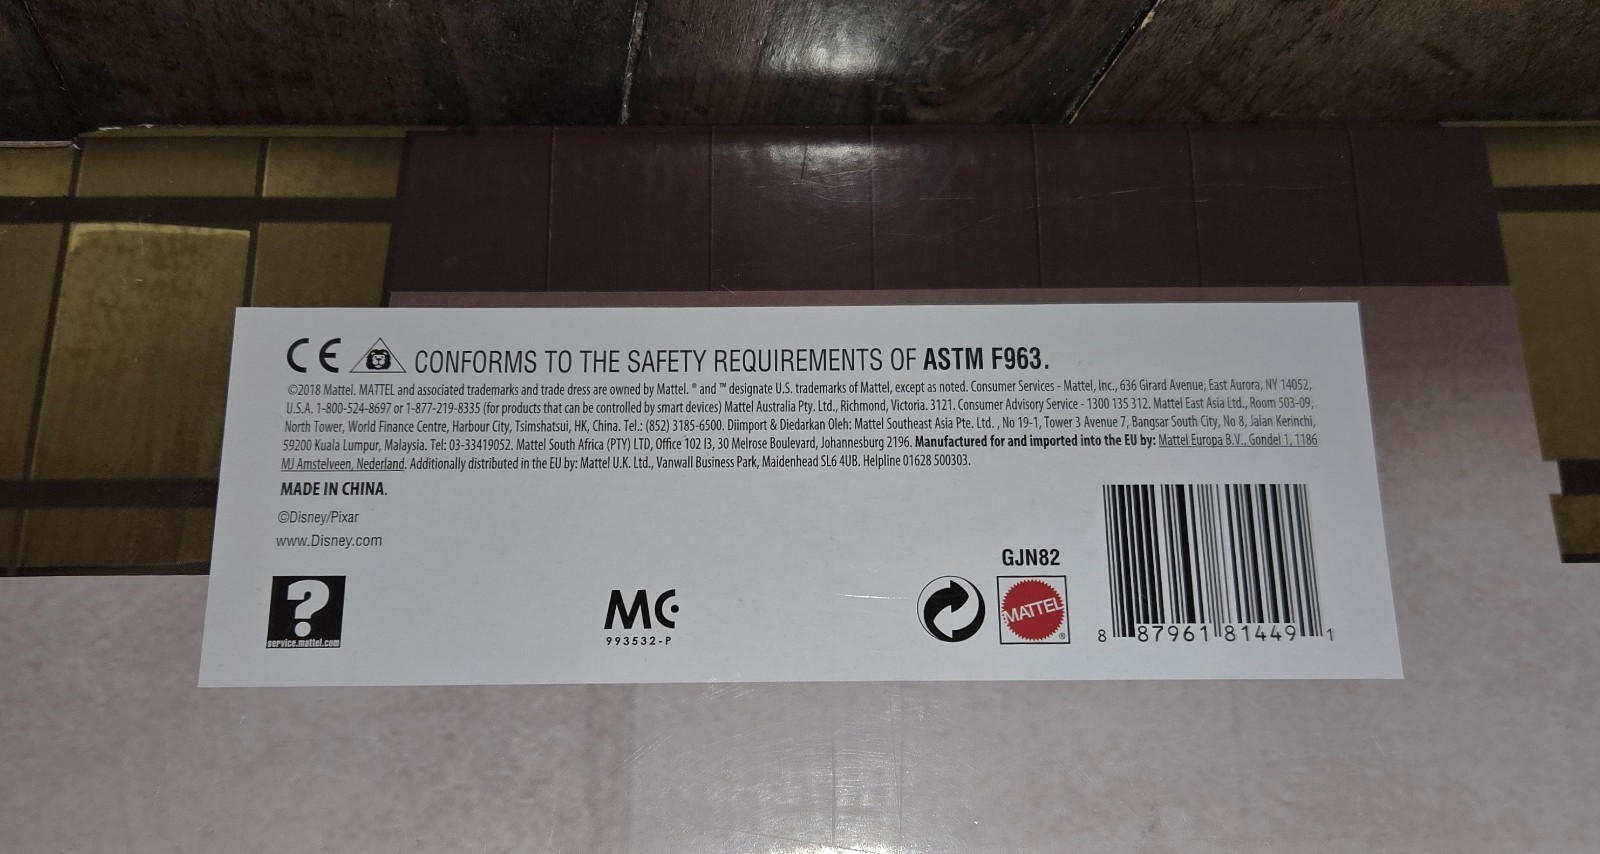 CE CONFORMS TO THE SAFETY REQUIREMENTS OF ASTM F963.
©2018 Mattel. MATTEL and associated trademarks and trade dress are owned by Mattel. ® and ™ designate U.S. trademarks of Mattel, except as noted. Consumer Services - Mattel, Inc., 636 Girard Avenue, East Aurora, NY 14052,
U.S.A. 1-800-524-8697 or 1-877-219-8335 (for products that can be controlled by smart devices) Mattel Australia Pty. Ltd., Richmond, Victoria. 3121. Consumer Advisory Service - 1300 135 312. Mattel East Asia Ltd., Room 503-09,
North Tower, World Finance Centre, Harbour City, Tsimshatsui, HK, China. Tel.: (852) 3185-6500. Diimport & Diedarkan Oleh: Mattel Southeast Asia Pte. Ltd. , No 19-1, Tower 3 Avenue 7, Bangsar South City, No 8, Jalan Kerinchi,
59200 Kuala Lumpur, Malaysia. Tel: 03-33419052. Mattel South Africa (PTY) LTD, Office 102 I3, 30 Melrose Boulevard, Johannesburg 2196. Manufactured for and imported into the EU by: Mattel Europa B.V., Gondel 1, 1186
MJ Amstelveen, Nederland. Additionally distributed in the EU by: Mattel U.K. Ltd., Vanwall Business Park, Maidenhead SL6 4UB. Helpline 01628 500303.
MADE IN CHINA.
©Disney/Pixar
www.Disney.com
?
service.mattel.com
MC
993532-P
GJN82
MATTEL®
8 87961 81449 1